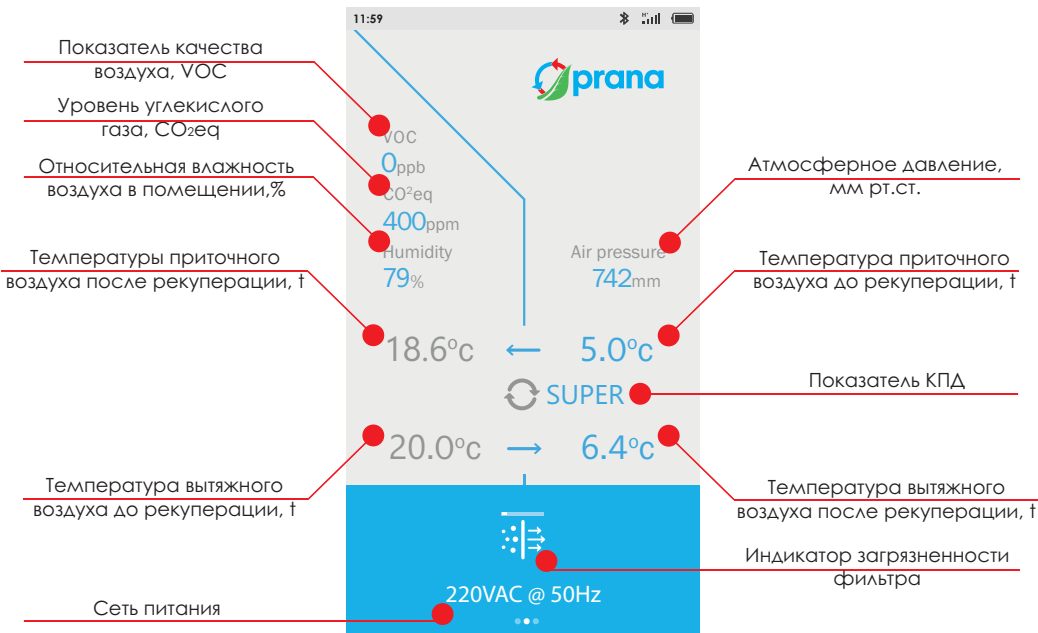 11:59
prana
Показатель качества
воздуха, VOC
Уровень углекислого
газа, CO2eq
Относительная влажность
воздуха в помещении,%
Температуры приточного
воздуха после рекуперации, t
Температура вытяжного
воздуха до рекуперации, t
Сеть питания
VOC
0ppb
CO²eq
400ppm
Humidity
79%
Air pressure
742mm
18.6°c ← 5.0°c
SUPER
20.0°c → 6.4°c
220VAC @ 50Hz
Атмосферное давление,
мм рт.ст.
Температура приточного
воздуха до рекуперации, t
Показатель КПД
Температура вытяжного
воздуха после рекуперации, t
Индикатор загрязненности
фильтра